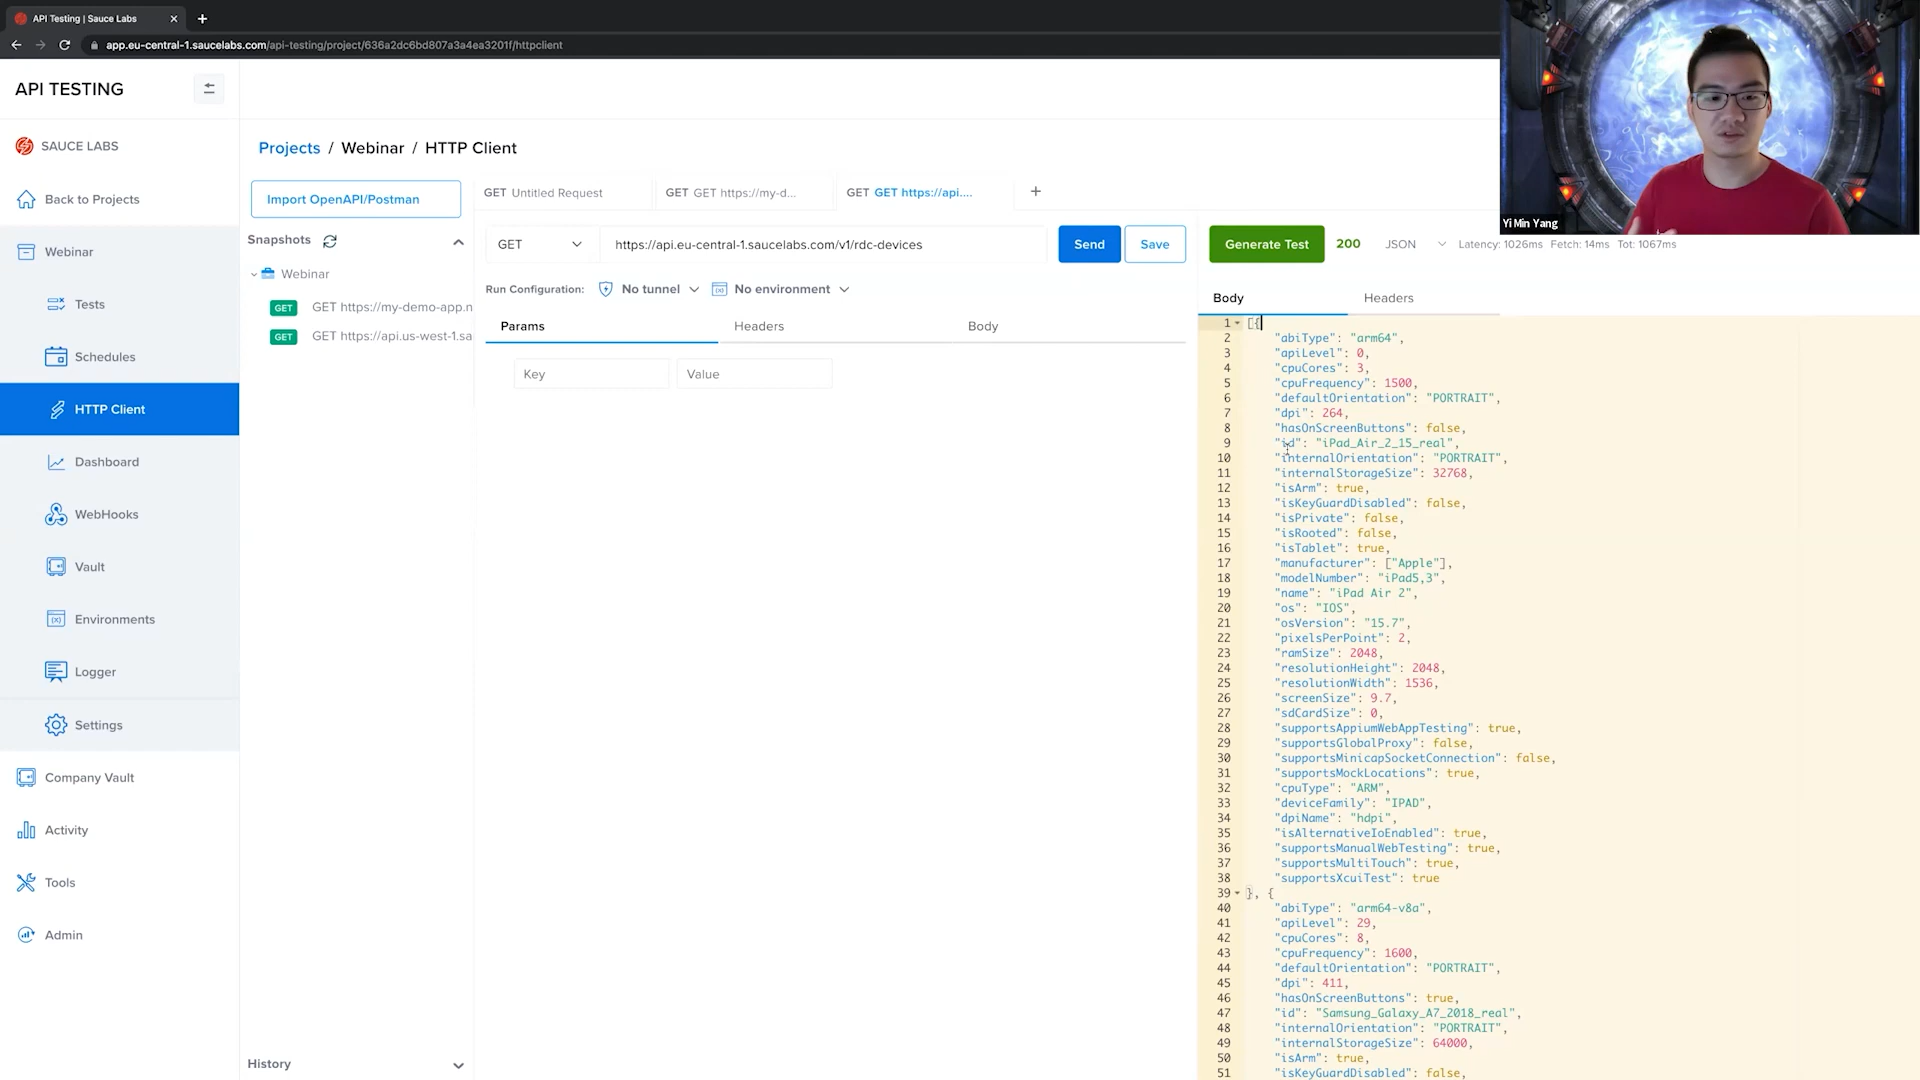 API Testing | Sauce Labs
app.eu-central-1.saucelabs.com/api-testing/project/636a2dc6bd807a3a4ea3201f/httpclient
API TESTING
SAUCE LABS
Back to Projects
Webinar
Tests
Schedules
HTTP Client
Dashboard
WebHooks
Vault
Environments
Logger
Settings
Company Vault
Activity
Tools
Admin
Projects / Webinar / HTTP Client
Import OpenAPI/Postman
Snapshots
Webinar
GET GET https://my-demo-app.n
GET GET https://api.us-west-1.sa
History
GET Untitled Request
GET GET https://my-d...
GET GET https://api....
GET
https://api.eu-central-1.saucelabs.com/v1/rdc-devices
Send
Save
Run Configuration: No tunnel No environment
Params Headers Body
Key Value
Yi Min Yang
Generate Test 200 JSON Latency: 1026ms Fetch: 14ms Tot: 1067ms
Body Headers
1 [{
2 "abiType": "arm64",
3 "apiLevel": 0,
4 "cpuCores": 3,
5 "cpuFrequency": 1500,
6 "defaultOrientation": "PORTRAIT",
7 "dpi": 264,
8 "hasOnScreenButtons": false,
9 "id": "iPad_Air_2_15_real",
10 "internalOrientation": "PORTRAIT",
11 "internalStorageSize": 32768,
12 "isArm": true,
13 "isKeyGuardDisabled": false,
14 "isPrivate": false,
15 "isRooted": false,
16 "isTablet": true,
17 "manufacturer": ["Apple"],
18 "modelNumber": "iPad5,3",
19 "name": "iPad Air 2",
20 "os": "IOS",
21 "osVersion": "15.7",
22 "pixelsPerPoint": 2,
23 "ramSize": 2048,
24 "resolutionHeight": 2048,
25 "resolutionWidth": 1536,
26 "screenSize": 9.7,
27 "sdCardSize": 0,
28 "supportsAppiumWebAppTesting": true,
29 "supportsGlobalProxy": false,
30 "supportsMinicapSocketConnection": false,
31 "supportsMockLocations": true,
32 "cpuType": "ARM",
33 "deviceFamily": "IPAD",
34 "dpiName": "hdpi",
35 "isAlternativeIoEnabled": true,
36 "supportsManualWebTesting": true,
37 "supportsMultiTouch": true,
38 "supportsXcuiTest": true
39 }, {
40 "abiType": "arm64-v8a",
41 "apiLevel": 29,
42 "cpuCores": 8,
43 "cpuFrequency": 1600,
44 "defaultOrientation": "PORTRAIT",
45 "dpi": 411,
46 "hasOnScreenButtons": true,
47 "id": "Samsung_Galaxy_A7_2018_real",
48 "internalOrientation": "PORTRAIT",
49 "internalStorageSize": 64000,
50 "isArm": true,
51 "isKeyGuardDisabled": false,